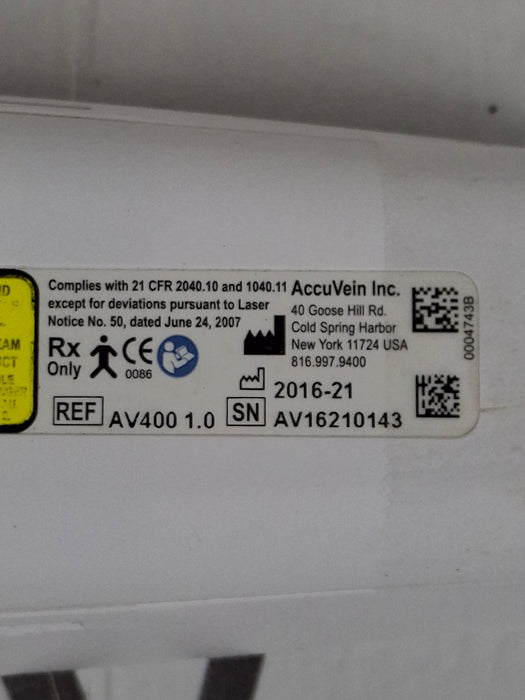 Complies with 21 CFR 2040.10 and 1040.11
except for deviations pursuant to Laser
Notice No. 50, dated June 24, 2007
AccuVein Inc.
40 Goose Hill Rd.
Cold Spring Harbor
New York 11724 USA
816.997.9400
Rx
Only
CE
0086
2016-21
REF AV400 1.0
SN AV16210143
0004743B